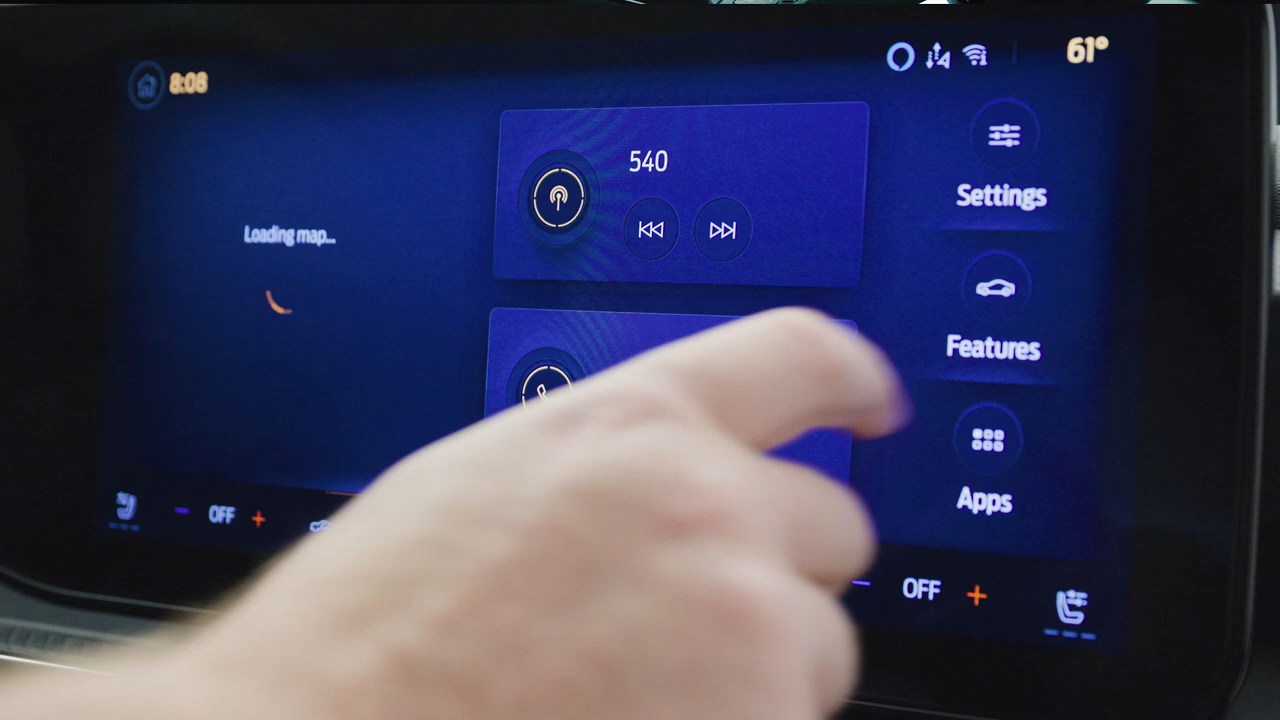 8:08
61°
540
Settings
Loading map...
Features
Apps
- OFF +
- OFF +